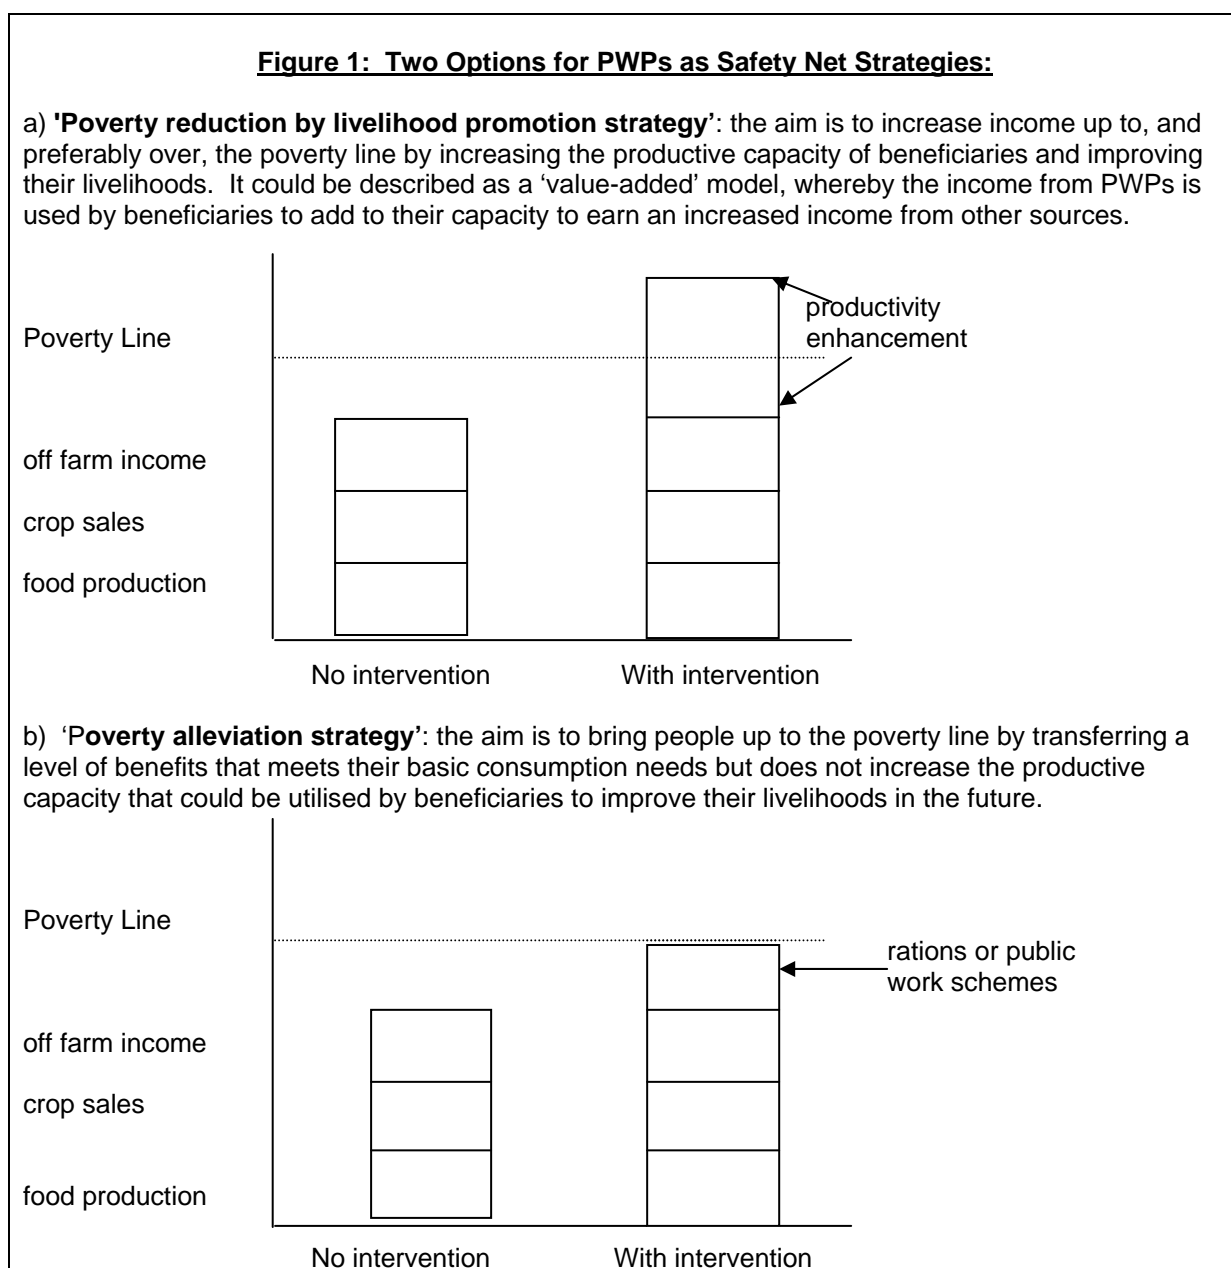 Figure 1: Two Options for PWPs as Safety Net Strategies:
a) 'Poverty reduction by livelihood promotion strategy’: the aim is to increase income up to, and
preferably over, the poverty line by increasing the productive capacity of beneficiaries and improving
their livelihoods. It could be described as a ‘value-added’ model, whereby the income from PWPs is
used by beneficiaries to add to their capacity to earn an increased income from other sources.
productivity
enhancement
Poverty Line
off farm income
crop sales
food production
No intervention With intervention
b) ‘Poverty alleviation strategy’: the aim is to bring people up to the poverty line by transferring a
level of benefits that meets their basic consumption needs but does not increase the productive
capacity that could be utilised by beneficiaries to improve their livelihoods in the future.
Poverty Line
rations or public
work schemes
off farm income
crop sales
food production
No intervention With intervention